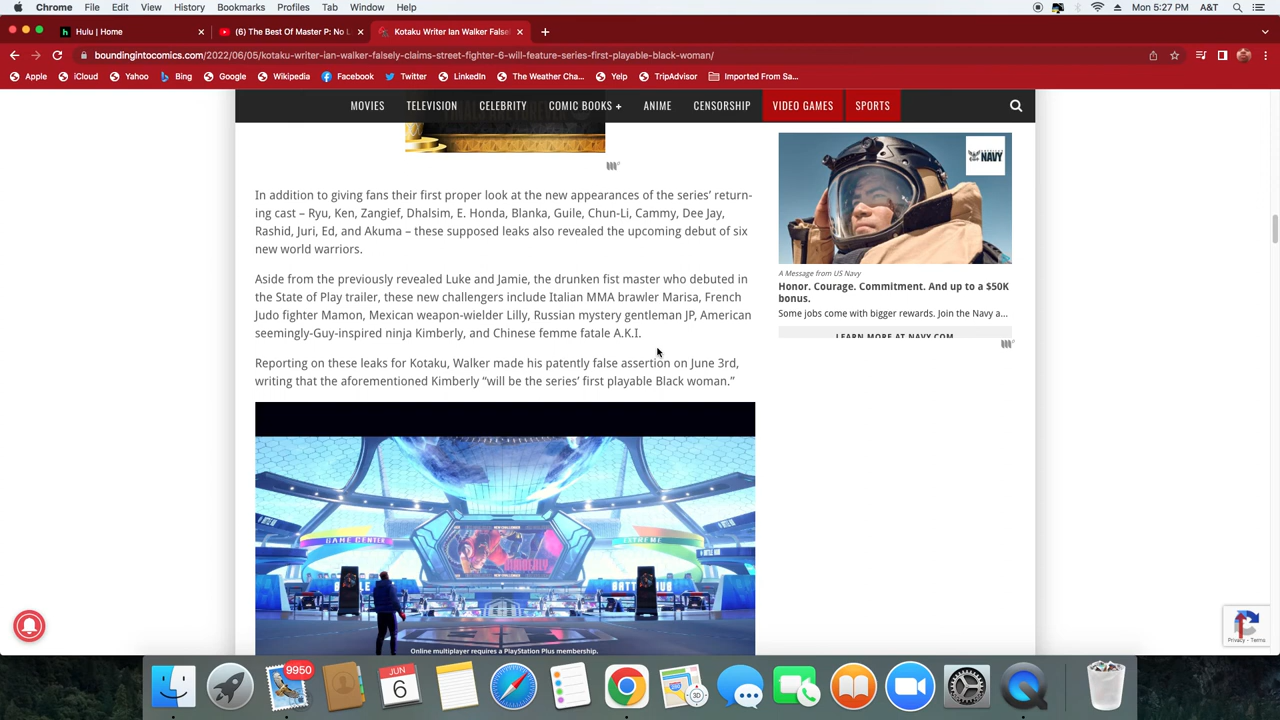 Chrome File Edit View History Bookmarks Profiles Tab Window Help
Mon 5:27 PM A&T
Hulu | Home
(6) The Best Of Master P: No L
Kotaku Writer Ian Walker False
boundingintocomics.com/2022/06/05/kotaku-writer-ian-walker-falsely-claims-street-fighter-6-will-feature-series-first-playable-black-woman/
Apple iCloud Yahoo Bing Google Wikipedia Facebook Twitter LinkedIn The Weather Cha... Yelp TripAdvisor Imported From Sa...
MOVIES TELEVISION CELEBRITY COMIC BOOKS + ANIME CENSORSHIP VIDEO GAMES SPORTS
In addition to giving fans their first proper look at the new appearances of the series’ return-
ing cast – Ryu, Ken, Zangief, Dhalsim, E. Honda, Blanka, Guile, Chun-Li, Cammy, Dee Jay,
Rashid, Juri, Ed, and Akuma – these supposed leaks also revealed the upcoming debut of six
new world warriors.
Aside from the previously revealed Luke and Jamie, the drunken fist master who debuted in
the State of Play trailer, these new challengers include Italian MMA brawler Marisa, French
Judo fighter Mamon, Mexican weapon-wielder Lilly, Russian mystery gentleman JP, American
seemingly-Guy-inspired ninja Kimberly, and Chinese femme fatale A.K.I.
Reporting on these leaks for Kotaku, Walker made his patently false assertion on June 3rd,
writing that the aforementioned Kimberly “will be the series’ first playable Black woman.”
NAVY
A Message from US Navy
Honor. Courage. Commitment. And up to a $50K
bonus.
Some jobs come with bigger rewards. Join the Navy a...
LEARN MORE AT NAVY.COM
GAME CENTER
KIMBERLY
EXTREME
BATTLE HUB
Online multiplayer requires a PlayStation Plus membership.
Privacy - Terms
9950
JUN
6
3D